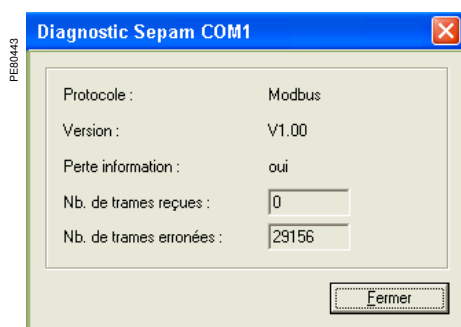 PE80443
Diagnostic Sepam COM1
Protocole : Modbus
Version : V1.00
Perte information : oui
Nb. de trames reçues : 0
Nb. de trames erronées : 29156
Fermer